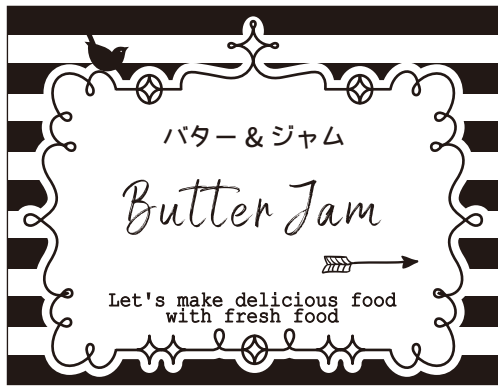 バター & ジャム
Butter Jam
Let's make delicious food
with fresh food